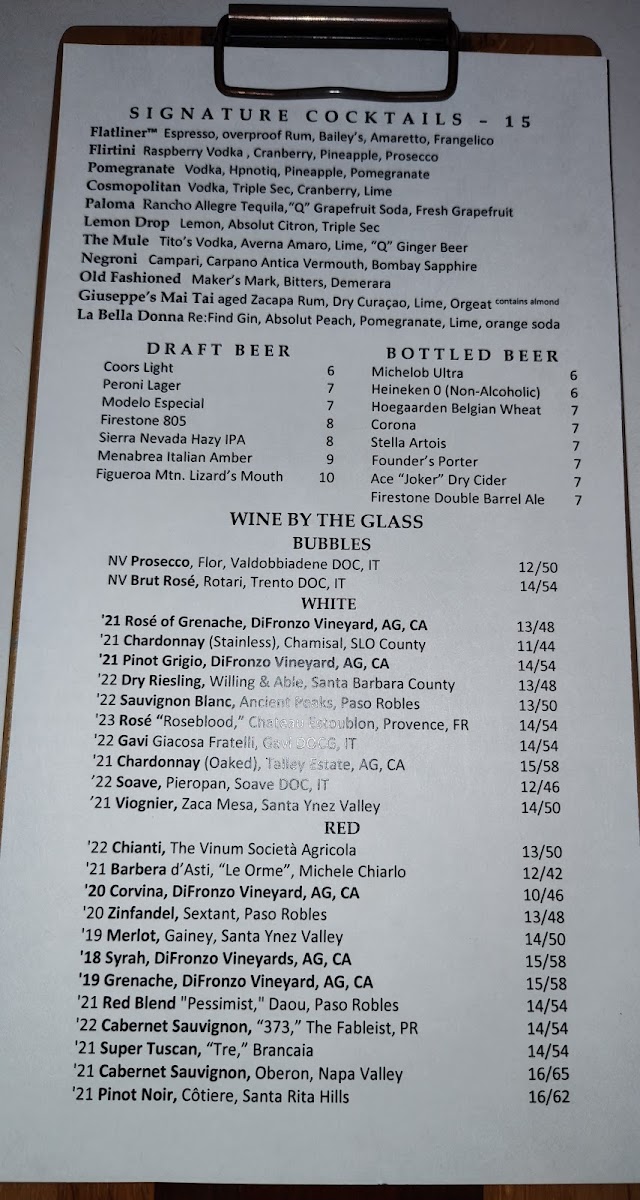 SIGNATURE COCKTAILS - 15
Flatliner™ Espresso, overproof Rum, Bailey's, Amaretto, Frangelico
Flirtini Raspberry Vodka , Cranberry, Pineapple, Prosecco
Pomegranate Vodka, Hpnotiq, Pineapple, Pomegranate
Cosmopolitan Vodka, Triple Sec, Cranberry, Lime
Paloma Rancho Allegre Tequila,"Q" Grapefruit Soda, Fresh Grapefruit
Lemon Drop Lemon, Absolut Citron, Triple Sec
The Mule Tito's Vodka, Averna Amaro, Lime, "Q" Ginger Beer
Negroni Campari, Carpano Antica Vermouth, Bombay Sapphire
Old Fashioned Maker's Mark, Bitters, Demerara
Giuseppe's Mai Tai aged Zacapa Rum, Dry Curaçao, Lime, Orgeat contains almond
La Bella Donna Re:Find Gin, Absolut Peach, Pomegranate, Lime, orange soda
DRAFT BEER
Coors Light 6
Peroni Lager 7
Modelo Especial 7
Firestone 805 8
Sierra Nevada Hazy IPA 8
Menabrea Italian Amber 9
Figueroa Mtn. Lizard's Mouth 10
BOTTLED BEER
Michelob Ultra 6
Heineken 0 (Non-Alcoholic) 6
Hoegaarden Belgian Wheat 7
Corona 7
Stella Artois 7
Founder's Porter 7
Ace "Joker" Dry Cider 7
Firestone Double Barrel Ale 7
WINE BY THE GLASS
BUBBLES
NV Prosecco, Flor, Valdobbiadene DOC, IT 12/50
NV Brut Rosé, Rotari, Trento DOC, IT 14/54
WHITE
'21 Rosé of Grenache, DiFronzo Vineyard, AG, CA 13/48
'21 Chardonnay (Stainless), Chamisal, SLO County 11/44
'21 Pinot Grigio, DiFronzo Vineyard, AG, CA 14/54
'22 Dry Riesling, Willing & Able, Santa Barbara County 13/48
'22 Sauvignon Blanc, Ancient Peaks, Paso Robles 13/50
'23 Rosé "Roseblood," Chateau Estoublon, Provence, FR 14/54
'22 Gavi Giacosa Fratelli, Gavi DOCG, IT 14/54
'21 Chardonnay (Oaked), Talley Estate, AG, CA 15/58
'22 Soave, Pieropan, Soave DOC, IT 12/46
'21 Viognier, Zaca Mesa, Santa Ynez Valley 14/50
RED
'22 Chianti, The Vinum Società Agricola 13/50
'21 Barbera d'Asti, "Le Orme", Michele Chiarlo 12/42
'20 Corvina, DiFronzo Vineyard, AG, CA 10/46
'20 Zinfandel, Sextant, Paso Robles 13/48
'19 Merlot, Gainey, Santa Ynez Valley 14/50
'18 Syrah, DiFronzo Vineyards, AG, CA 15/58
'19 Grenache, DiFronzo Vineyard, AG, CA 15/58
'21 Red Blend "Pessimist," Daou, Paso Robles 14/54
'22 Cabernet Sauvignon, "373," The Fableist, PR 14/54
'21 Super Tuscan, "Tre," Brancaia 14/54
'21 Cabernet Sauvignon, Oberon, Napa Valley 16/65
'21 Pinot Noir, Côtiere, Santa Rita Hills 16/62